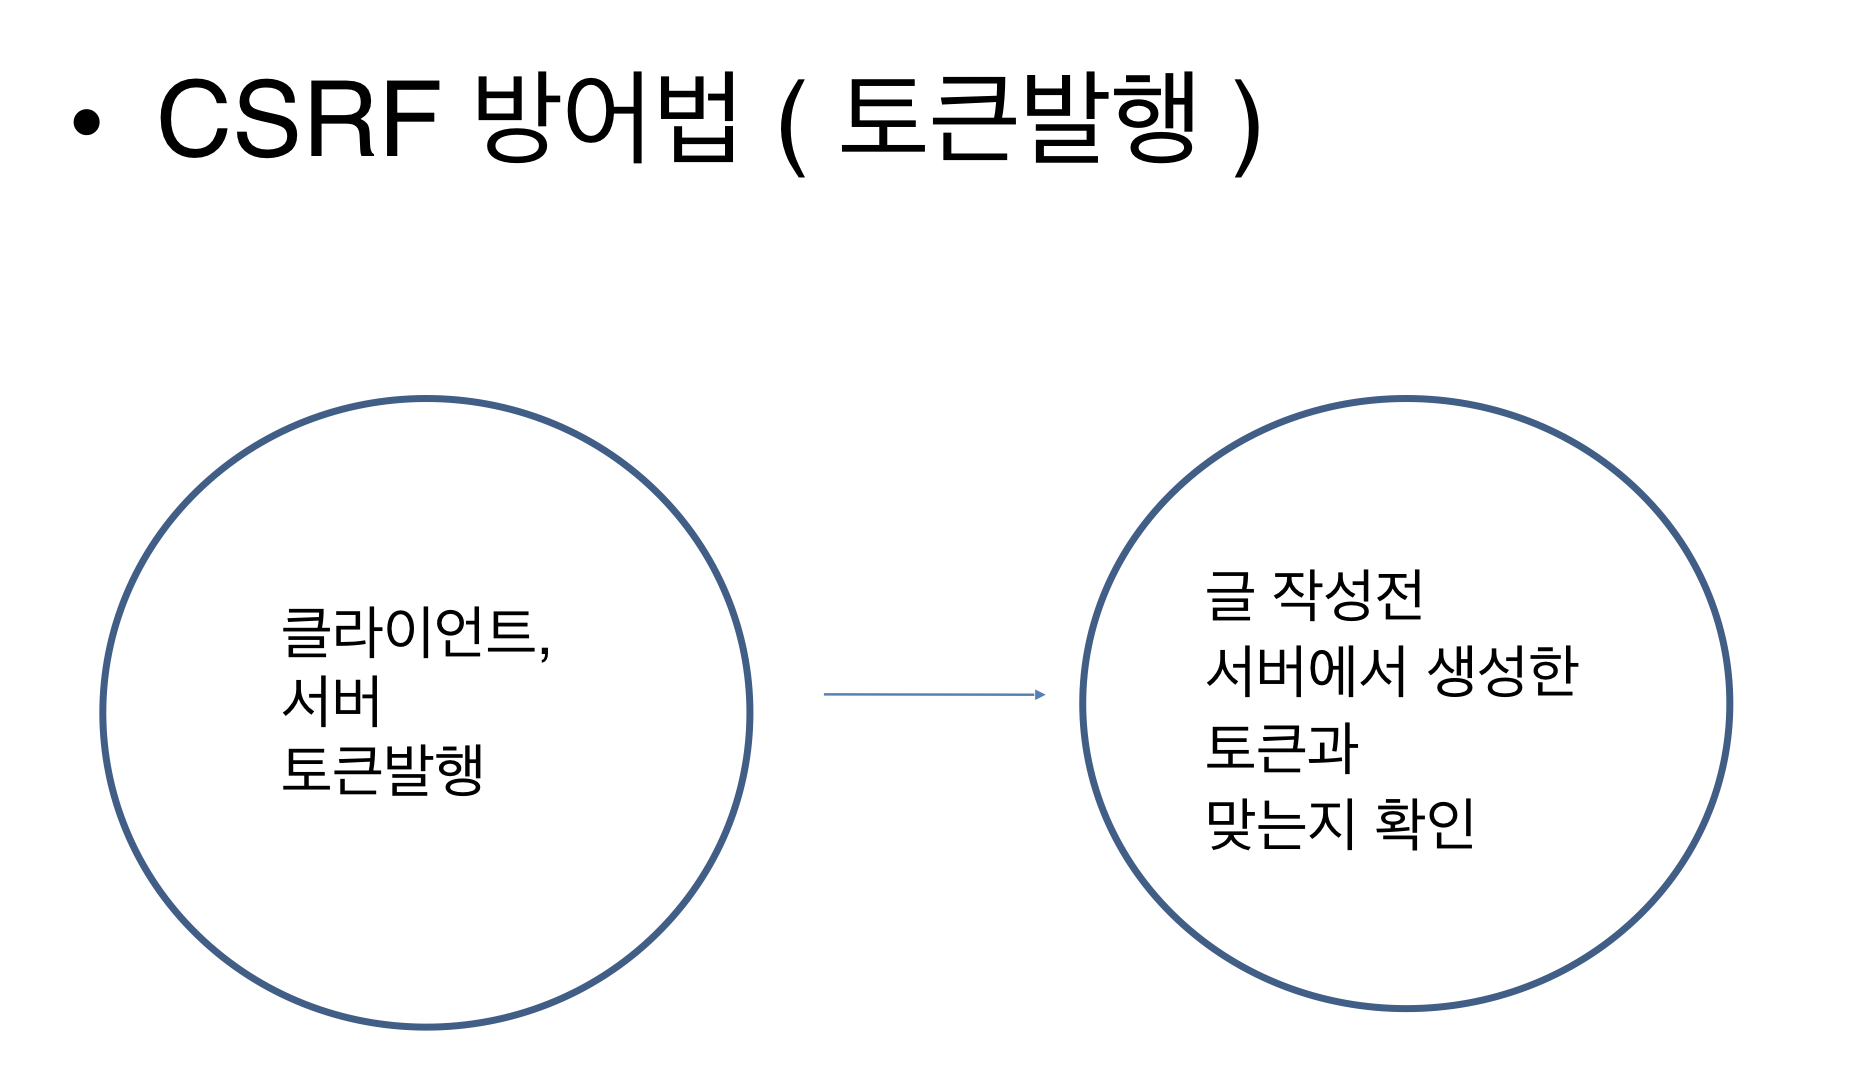 • CSRF 방어법 ( 토큰발행 )
클라이언트,
서버
토큰발행
글 작성전
서버에서 생성한
토큰과
맞는지 확인